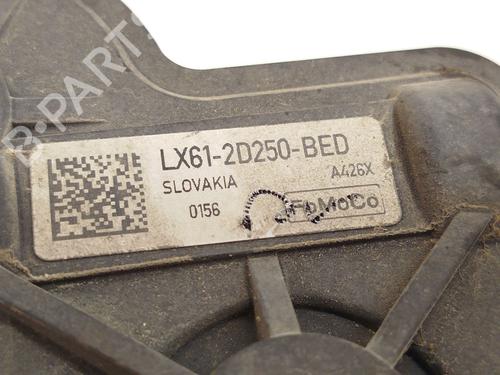 B-PARTS
LX61-2D250-BED
SLOVAKIA
A426X
0156
FoMoCo